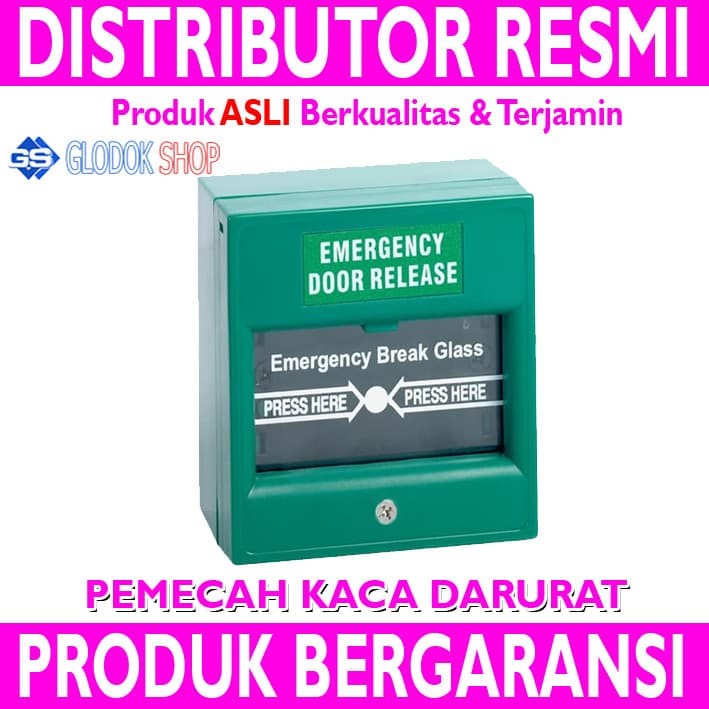 DISTRIBUTOR RESMI
Produk ASLI Berkualitas & Terjamin
GS GLODOK SHOP
EMERGENCY
DOOR RELEASE
Emergency Break Glass
PRESS HERE PRESS HERE
PEMECAH KACA DARURAT
PRODUK BERGARANSI